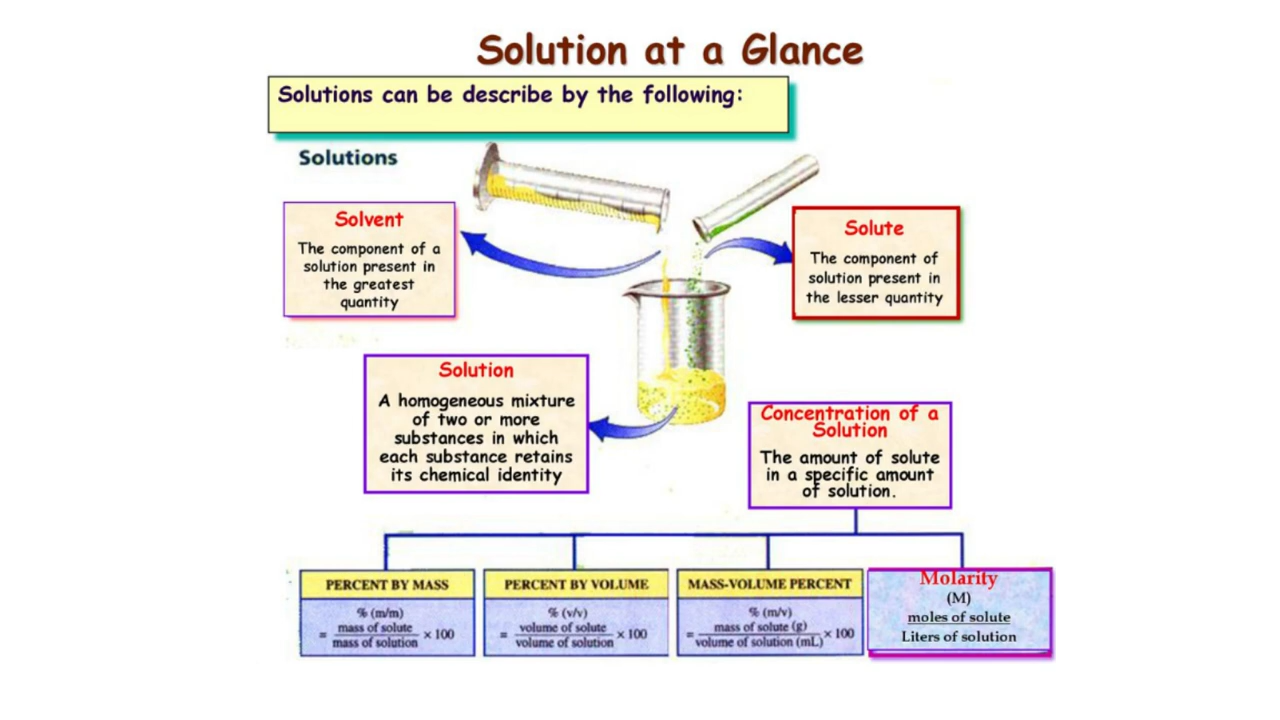 Solution at a Glance
Solutions can be describe by the following:
Solutions
Solvent
The component of a
solution present in
the greatest
quantity
Solute
The component of
solution present in
the lesser quantity
Solution
A homogeneous mixture
of two or more
substances in which
each substance retains
its chemical identity
Concentration of a
Solution
The amount of solute
in a specific amount
of solution.
PERCENT BY MASS
% (m/m)
= mass of solute
mass of solution × 100
PERCENT BY VOLUME
% (v/v)
= volume of solute
volume of solution × 100
MASS-VOLUME PERCENT
% (m/v)
= mass of solute (g)
volume of solution (mL) × 100
Molarity
(M)
moles of solute
Liters of solution